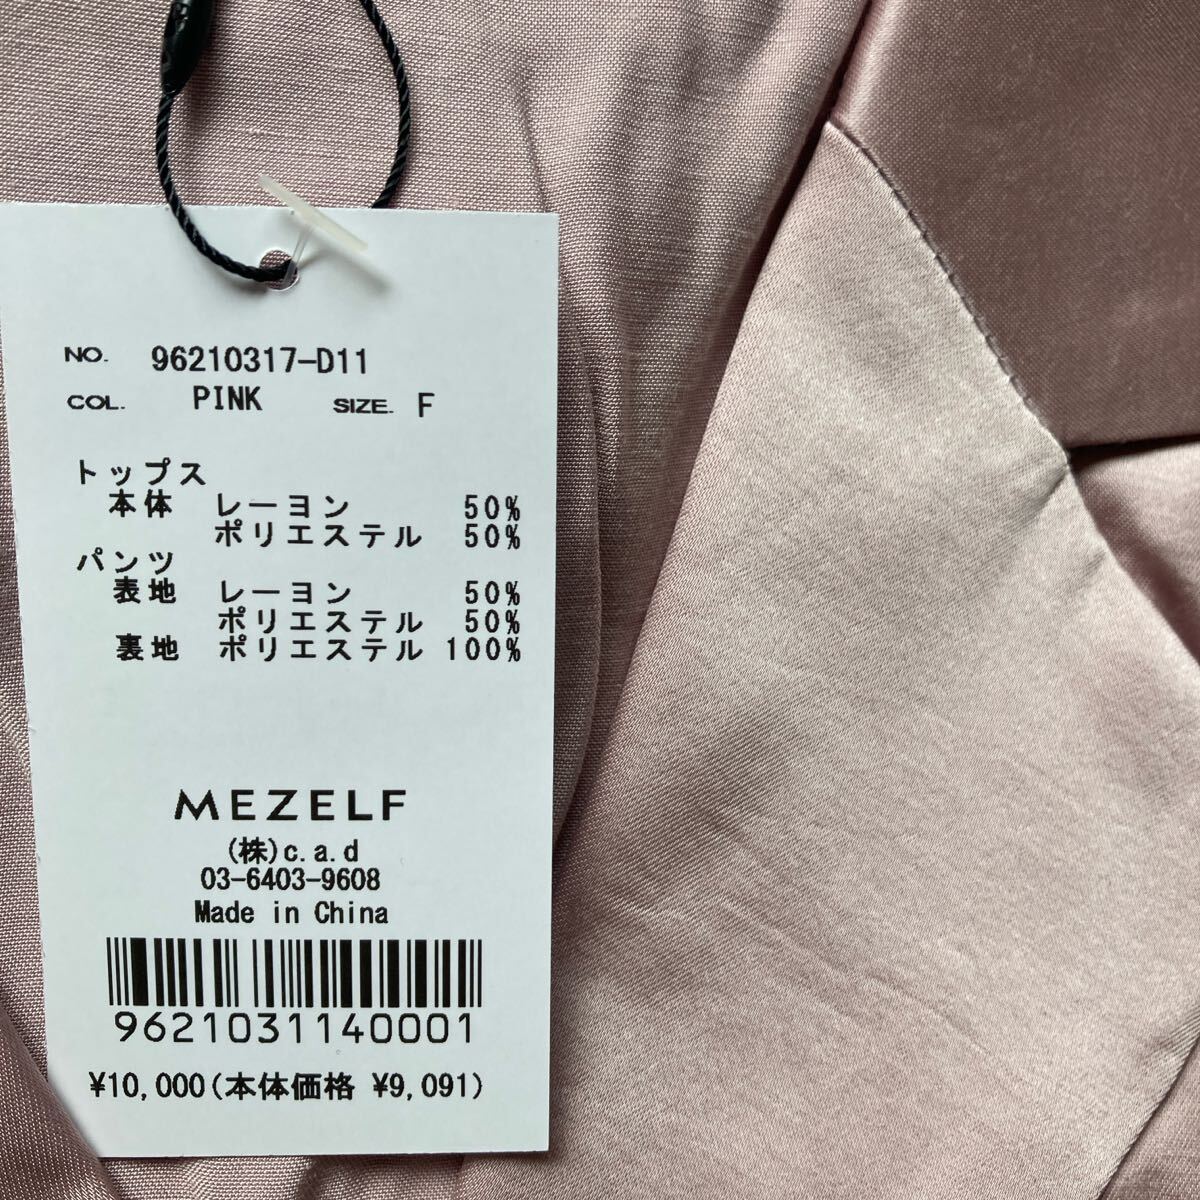 NO. 96210317-D11
COL. PINK SIZE. F
トップス
本体 レーヨン 50%
ポリエステル 50%
パンツ
表地 レーヨン 50%
ポリエステル 50%
裏地 ポリエステル 100%
MEZELF
(株)c.a.d
03-6403-9608
Made in China
9621031140001
¥10,000(本体価格 ¥9,091)